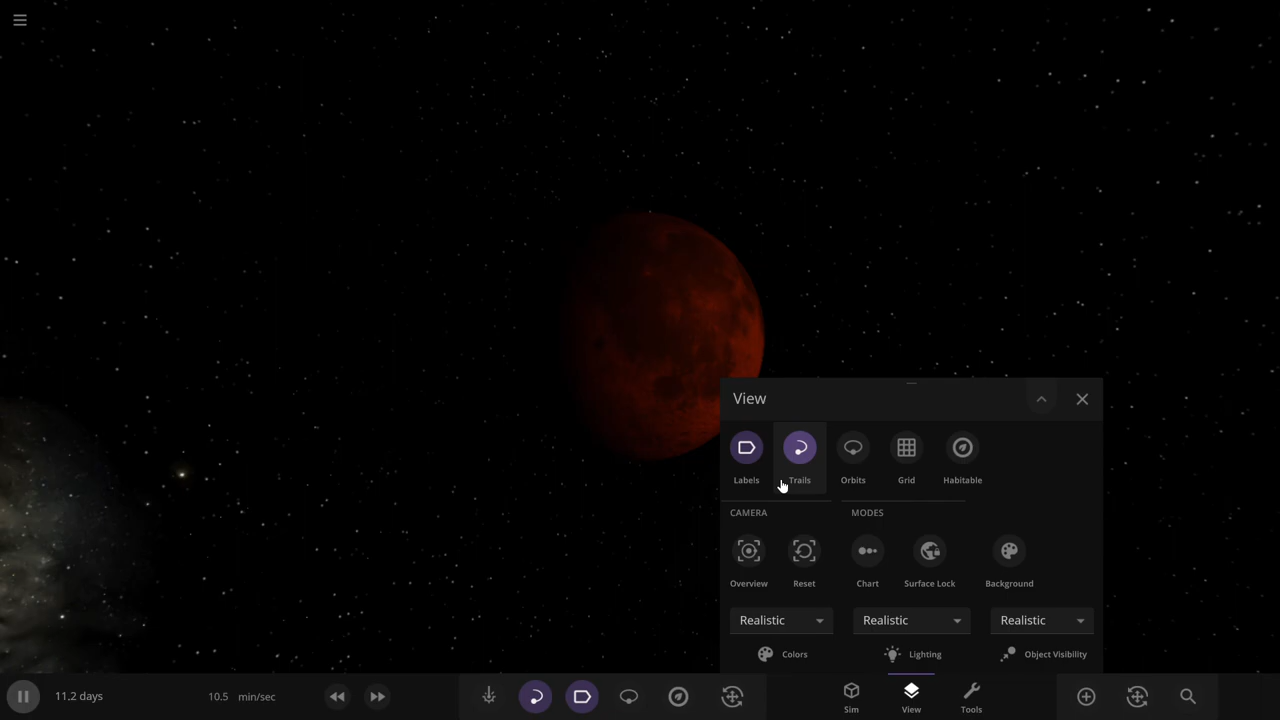 View
Labels Trails Orbits Grid Habitable
CAMERA MODES
Overview Reset Chart Surface Lock Background
Realistic Realistic Realistic
Colors Lighting Object Visibility
11.2 days 10.5 min/sec
Sim View Tools